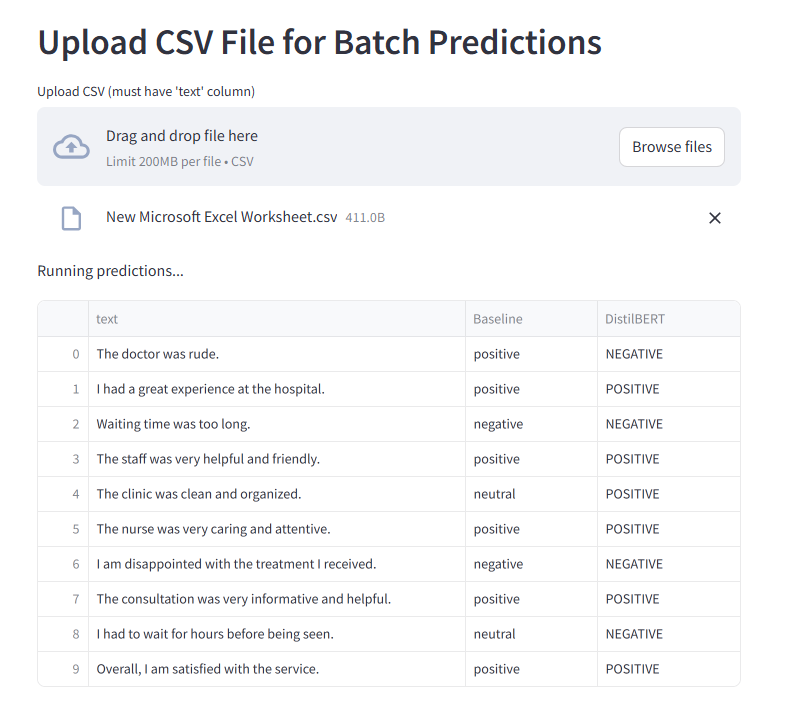 Upload CSV File for Batch Predictions
Upload CSV (must have 'text' column)
Drag and drop file here
Limit 200MB per file • CSV
Browse files
New Microsoft Excel Worksheet.csv 411.0B
Running predictions...
text Baseline DistilBERT
0 The doctor was rude. positive NEGATIVE
1 I had a great experience at the hospital. positive POSITIVE
2 Waiting time was too long. negative NEGATIVE
3 The staff was very helpful and friendly. positive POSITIVE
4 The clinic was clean and organized. neutral POSITIVE
5 The nurse was very caring and attentive. positive POSITIVE
6 I am disappointed with the treatment I received. negative NEGATIVE
7 The consultation was very informative and helpful. positive POSITIVE
8 I had to wait for hours before being seen. neutral NEGATIVE
9 Overall, I am satisfied with the service. positive POSITIVE